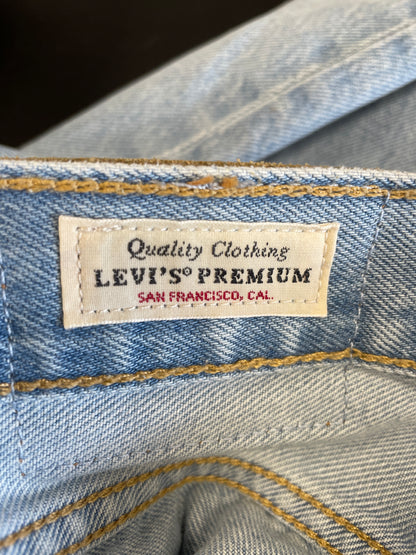 Quality Clothing
LEVI'S® PREMIUM
SAN FRANCISCO, CAL.